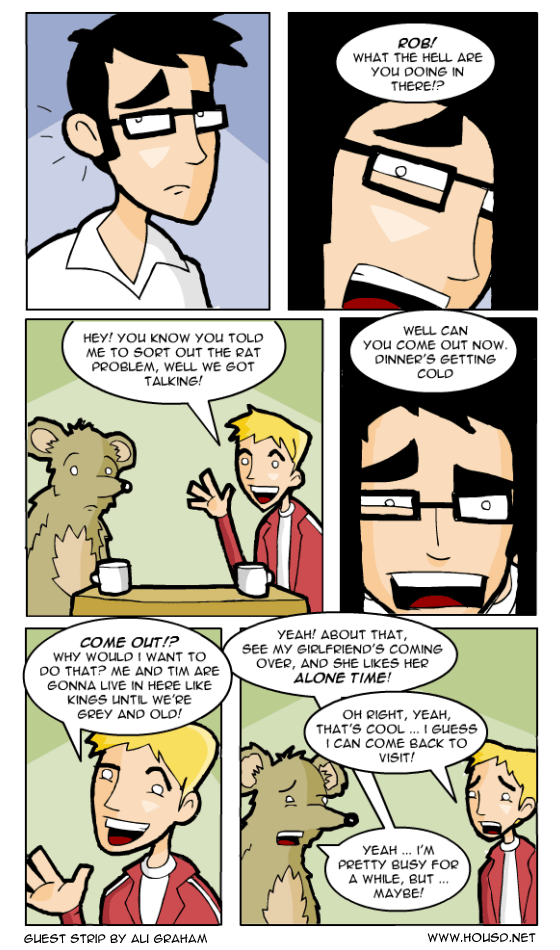 ROB!
WHAT THE HELL ARE
YOU DOING IN
THERE!?
HEY! YOU KNOW YOU TOLD
ME TO SORT OUT THE RAT
PROBLEM, WELL WE GOT
TALKING!
WELL CAN
YOU COME OUT NOW.
DINNER'S GETTING
COLD
COME OUT!?
WHY WOULD I WANT TO
DO THAT? ME AND TIM ARE
GONNA LIVE IN HERE LIKE
KINGS UNTIL WE'RE
GREY AND OLD!
YEAH! ABOUT THAT,
SEE MY GIRLFRIEND'S COMING
OVER, AND SHE LIKES HER
ALONE TIME!
OH RIGHT, YEAH,
THAT'S COOL ... I GUESS
I CAN COME BACK TO
VISIT!
YEAH ... I'M
PRETTY BUSY FOR
A WHILE, BUT ...
MAYBE!
GUEST STRIP BY ALI GRAHAM
WWW.HOUSD.NET